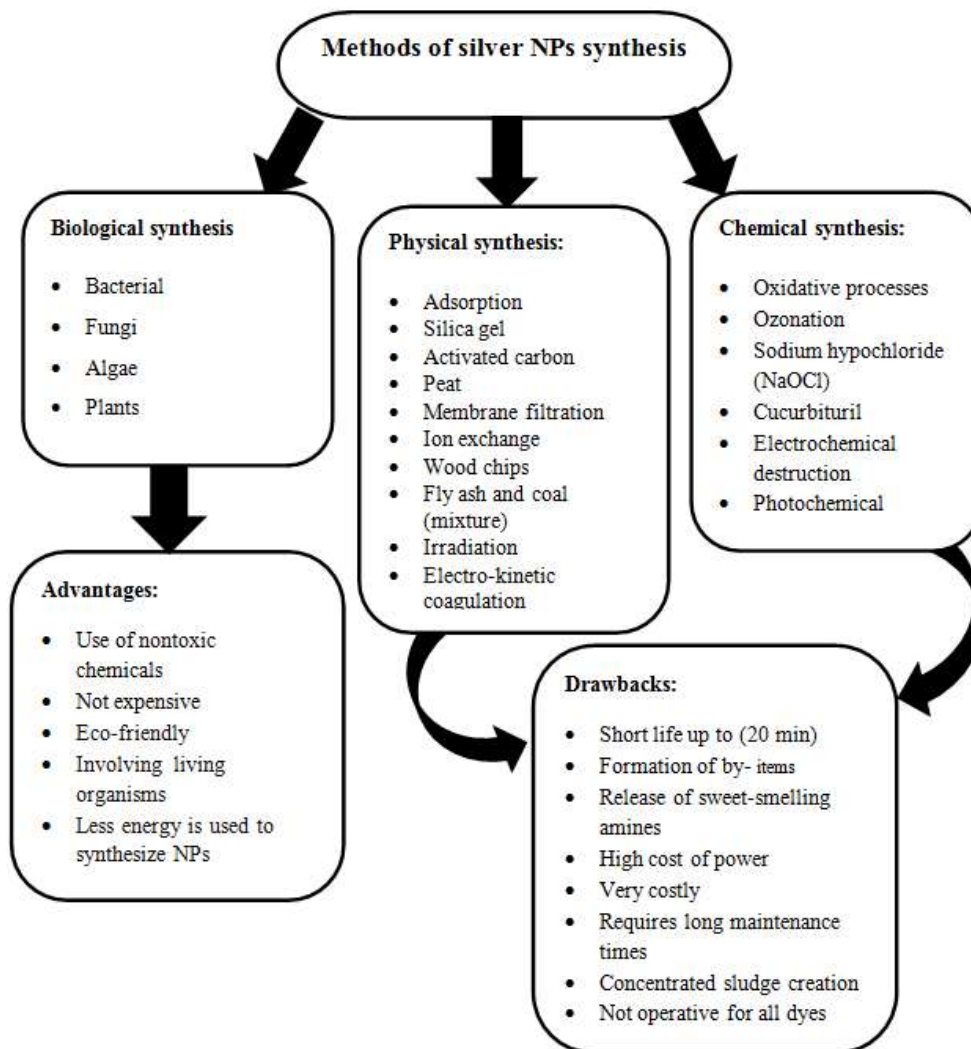 Methods of silver NPs synthesis
Biological synthesis
• Bacterial
• Fungi
• Algae
• Plants
Physical synthesis:
• Adsorption
• Silica gel
• Activated carbon
• Peat
• Membrane filtration
• Ion exchange
• Wood chips
• Fly ash and coal
(mixture)
• Irradiation
• Electro-kinetic
coagulation
Chemical synthesis:
• Oxidative processes
• Ozonation
• Sodium hypochloride
(NaOCl)
• Cucurbituril
• Electrochemical
destruction
• Photochemical
Advantages:
• Use of nontoxic
chemicals
• Not expensive
• Eco-friendly
• Involving living
organisms
• Less energy is used to
synthesize NPs
Drawbacks:
• Short life up to (20 min)
• Formation of by- items
• Release of sweet-smelling
amines
• High cost of power
• Very costly
• Requires long maintenance
times
• Concentrated sludge creation
• Not operative for all dyes